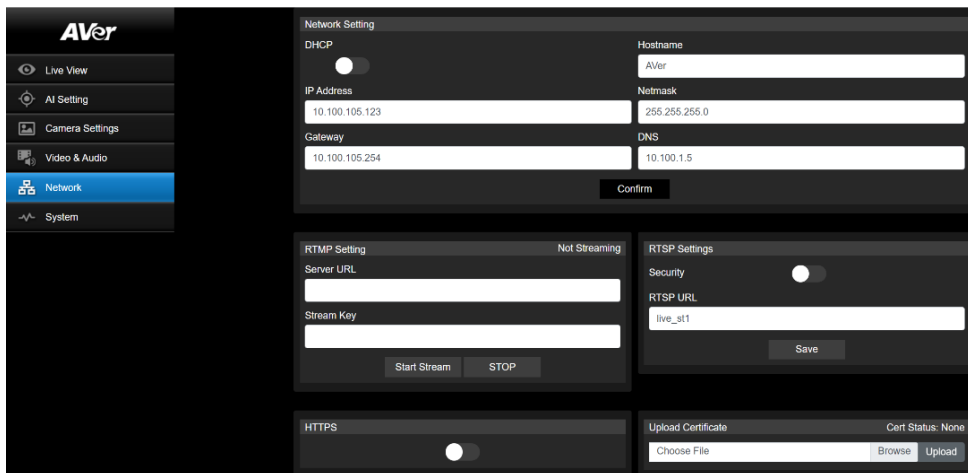 AVer
Live View
AI Setting
Camera Settings
Video & Audio
Network
System
Network Setting
DHCP
Hostname
AVer
IP Address
Netmask
10.100.105.123
255.255.255.0
Gateway
DNS
10.100.105.254
10.100.1.5
Confirm
RTMP Setting Not Streaming
Server URL
Stream Key
Start Stream STOP
RTSP Settings
Security
RTSP URL
live_st1
Save
HTTPS
Upload Certificate Cert Status: None
Choose File Browse Upload